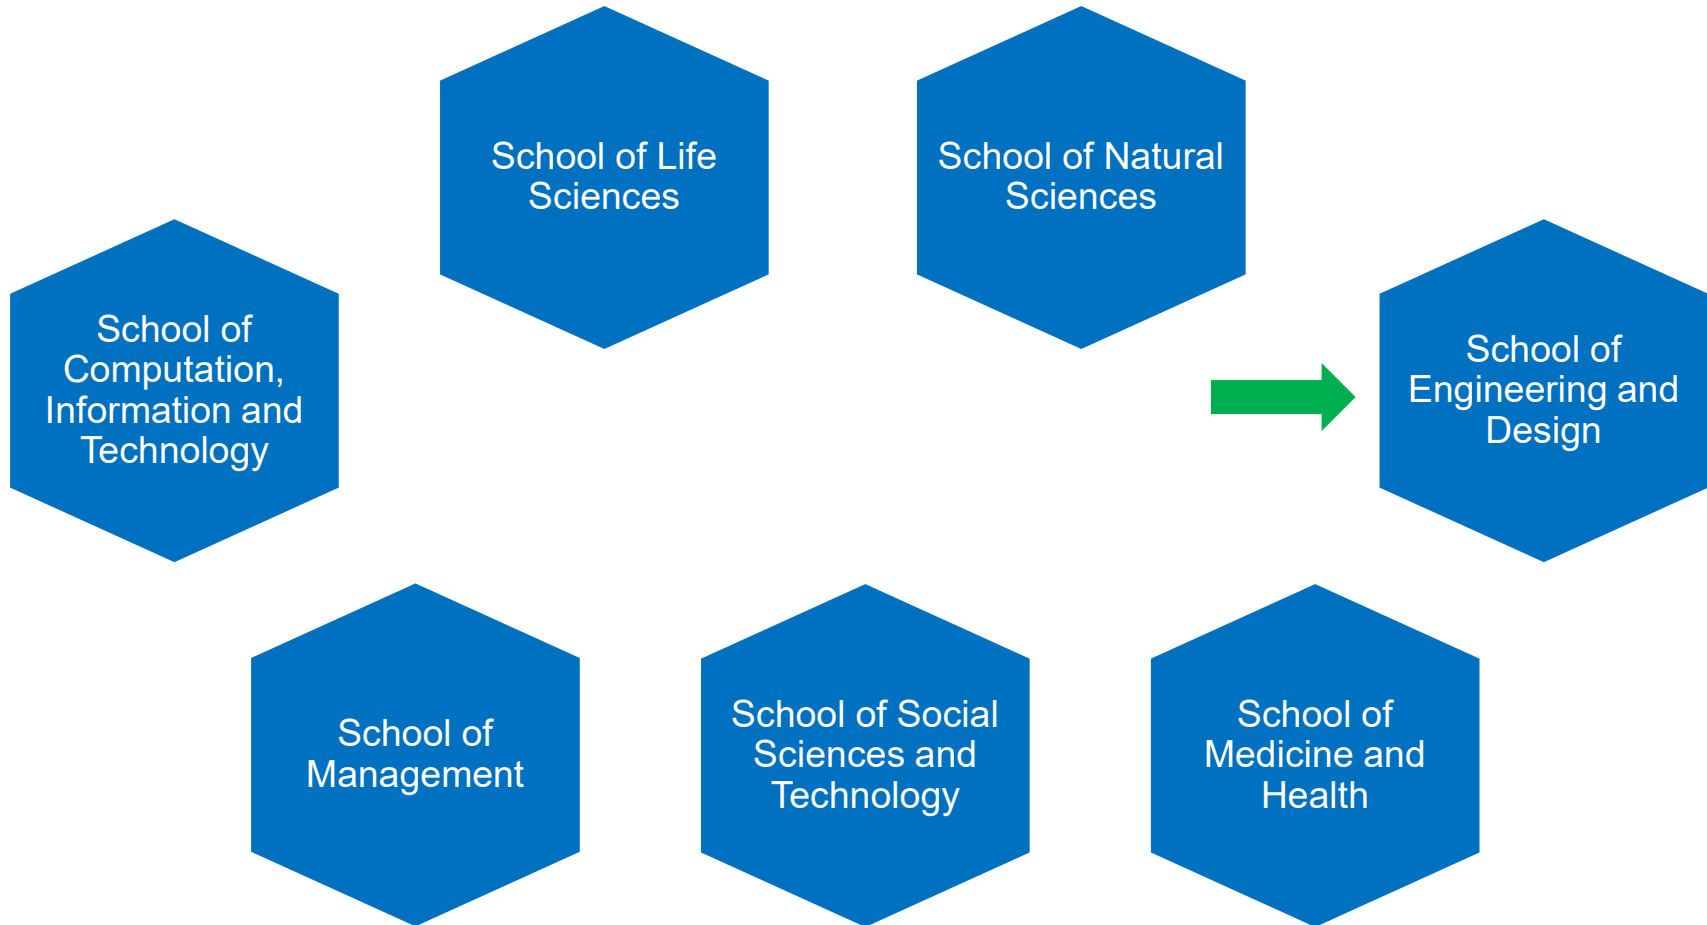 School of Life
Sciences
School of Natural
Sciences
School of
Computation,
Information and
Technology
School of
Engineering and
Design
School of
Management
School of Social
Sciences and
Technology
School of
Medicine and
Health